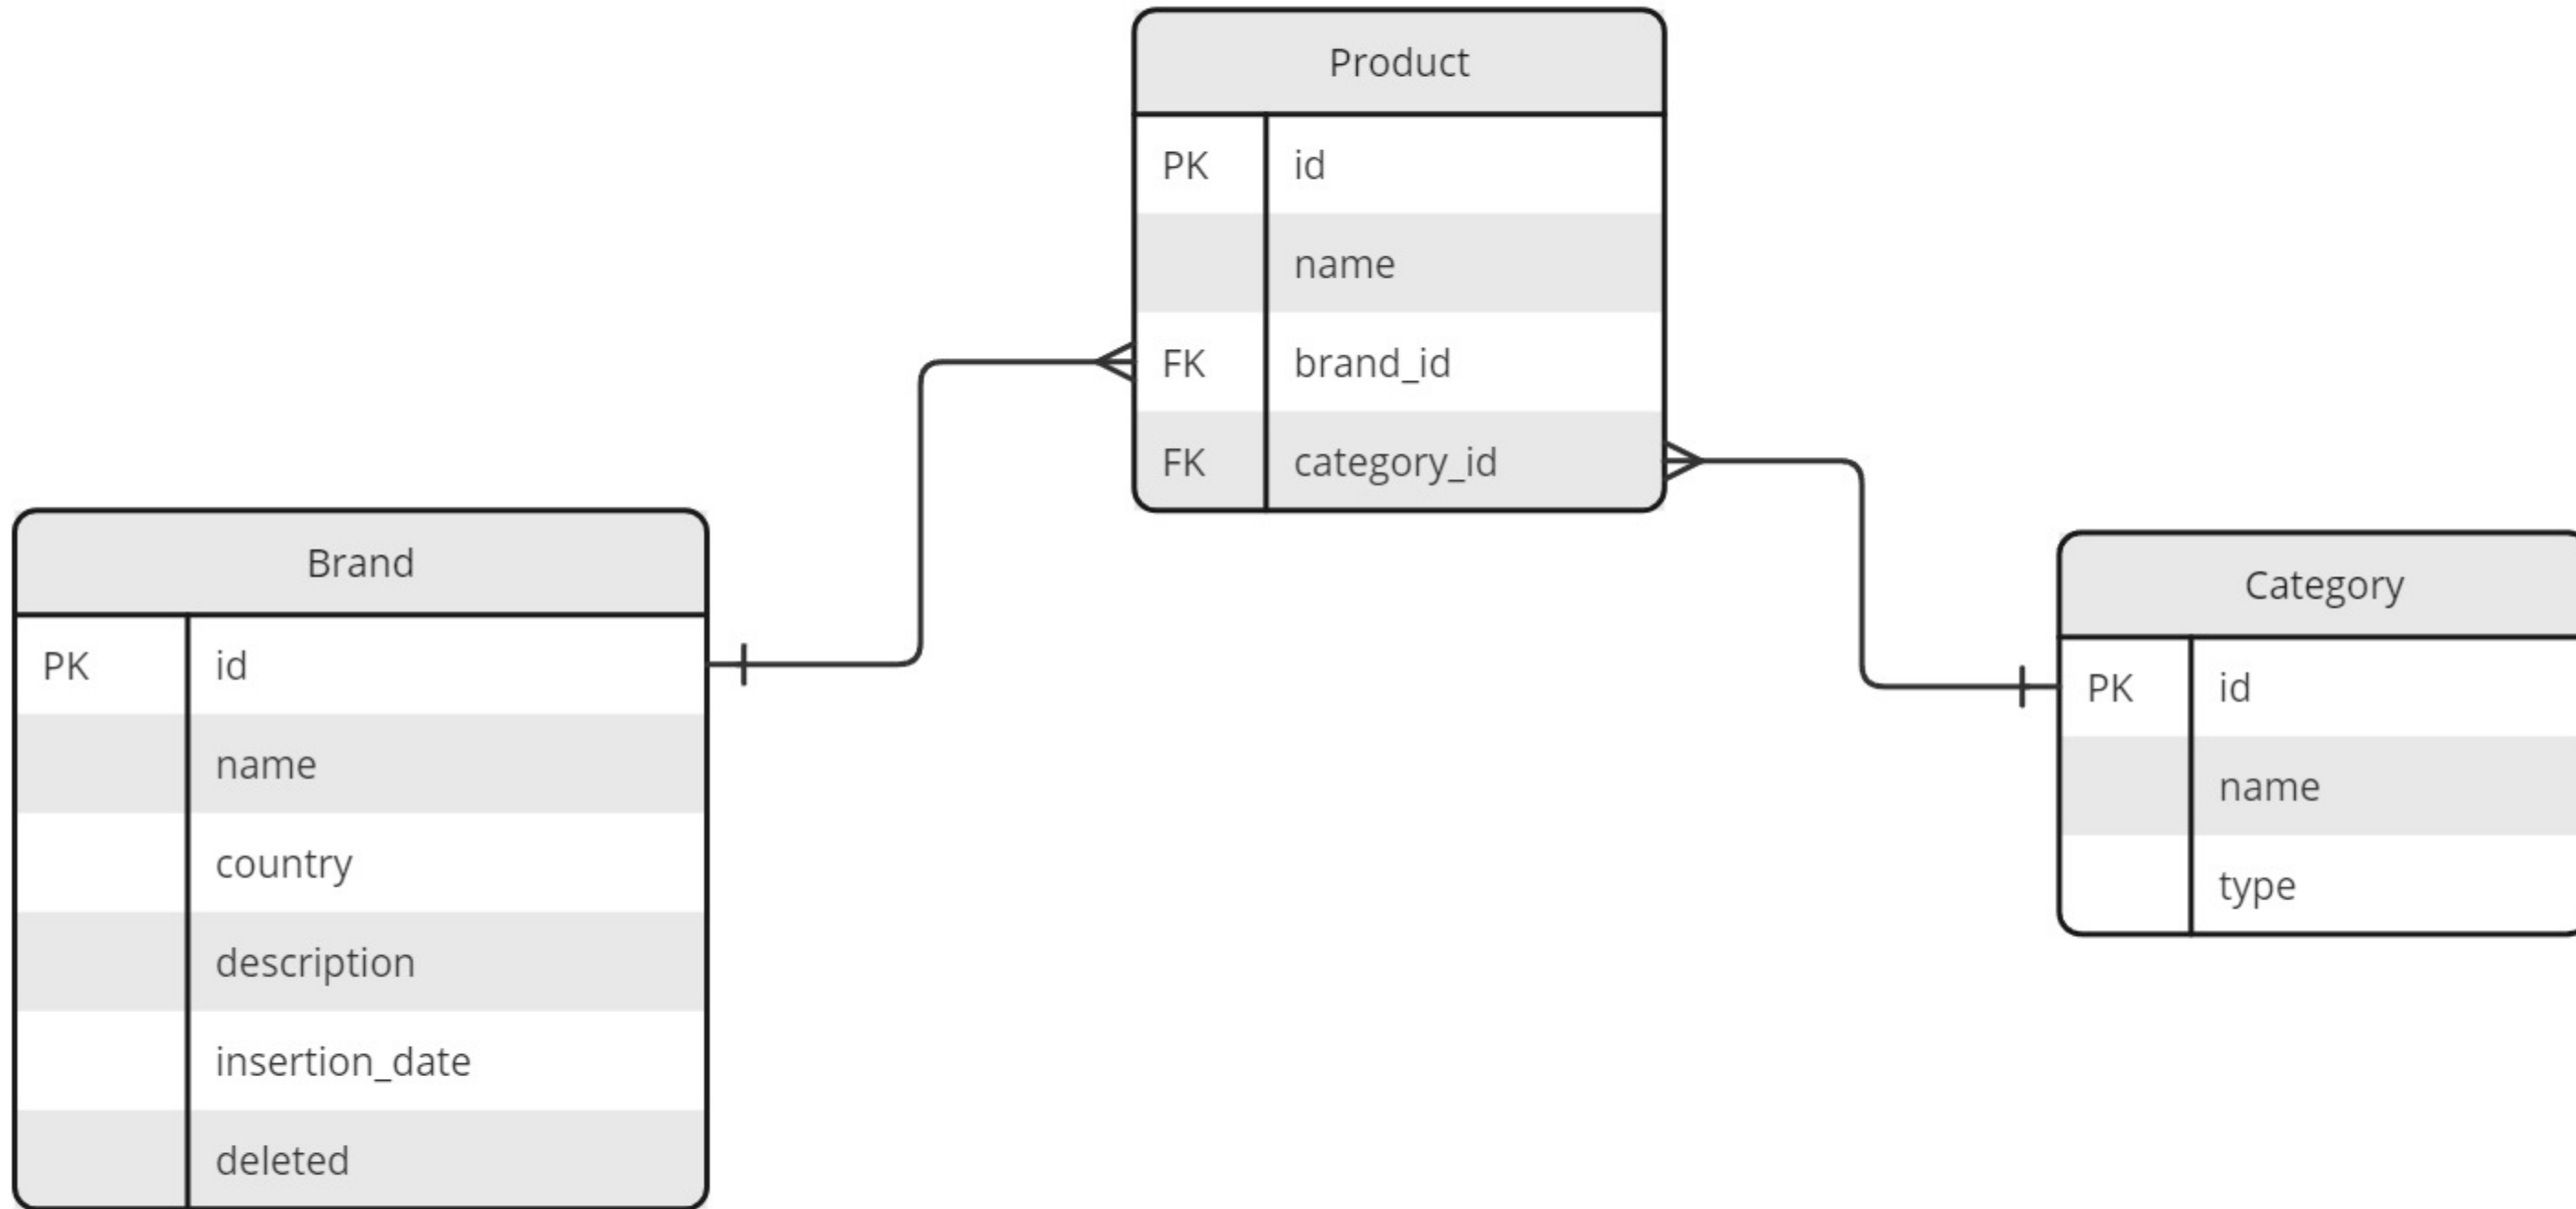 Product
PK id
name
FK brand_id
FK category_id
Brand
PK id
name
country
description
insertion_date
deleted
Category
PK id
name
type